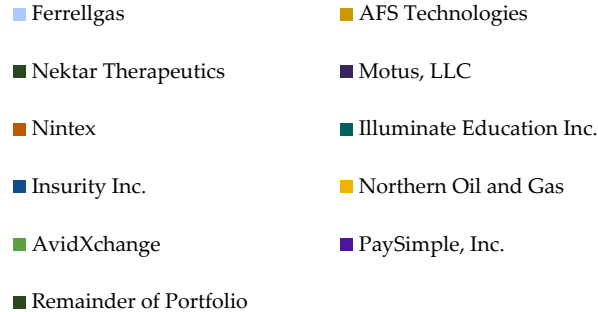 Ferrellgas
AFS Technologies
Nektar Therapeutics
Motus, LLC
Nintex
Illuminate Education Inc.
Insurity Inc.
Northern Oil and Gas
AvidXchange
PaySimple, Inc.
Remainder of Portfolio